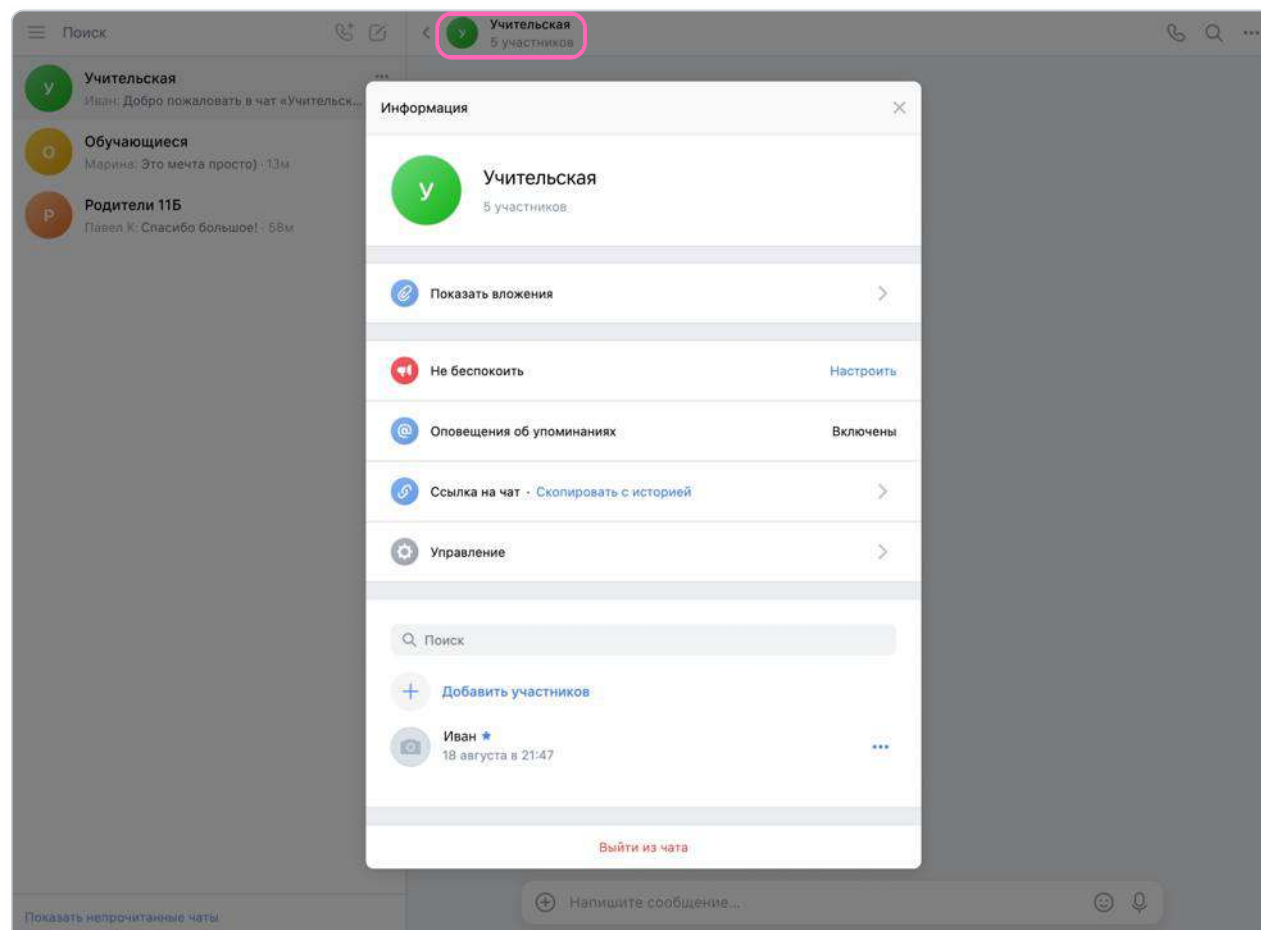 Поиск
Учительская
Иван: Добро пожаловать в чат «Учительск...
Обучающиеся
Марина: Это мечта просто) · 13м
Родители 11Б
Павел К: Спасибо большое! · 58м
Показать непрочитанные чаты
У
О
Р
У
Учительская
5 участников
Информация
У
Учительская
5 участников
Показать вложения
Не беспокоить Настроить
Оповещения об упоминаниях Включены
Ссылка на чат · Скопировать с историей
Управление
Поиск
Добавить участников
Иван
18 августа в 21:47
Выйти из чата
Напишите сообщение...